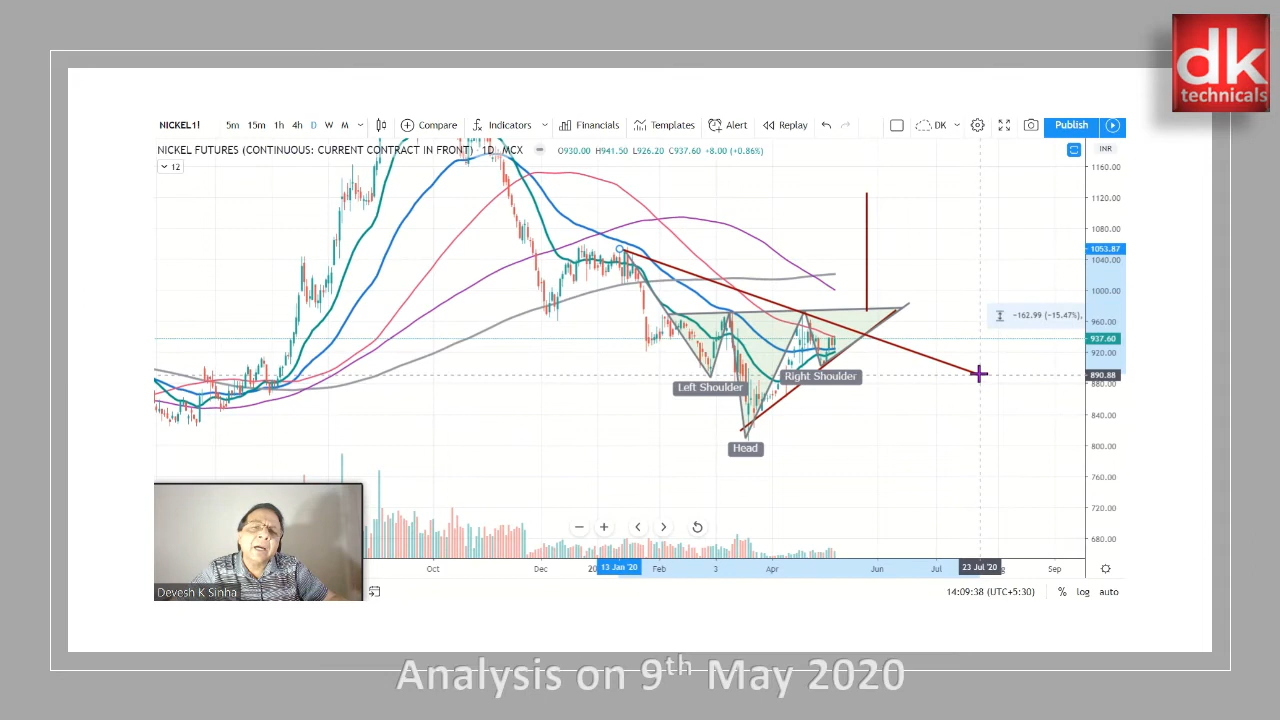 dk
technicals
NICKEL1! 5m 15m 1h 4h D W M Compare Indicators Financials Templates Alert Replay DK Publish
NICKEL FUTURES (CONTINUOUS: CURRENT CONTRACT IN FRONT) · 1D · MCX O930.00 H941.50 L926.20 C937.60 +8.00 (+0.86%) INR
12
1160.00
1120.00
1080.00
1053.87
1040.00
1000.00
−162.99 (−15.47%),
960.00
937.60
920.00
890.88
880.00
840.00
800.00
760.00
720.00
680.00
Left Shoulder
Right Shoulder
Head
Oct Dec 20 13 Jan '20 Feb 3 Apr Jun Jul 23 Jul '20 Sep
Devesh K Sinha
14:09:38 (UTC+5:30) % log auto
Analysis on 9th May 2020